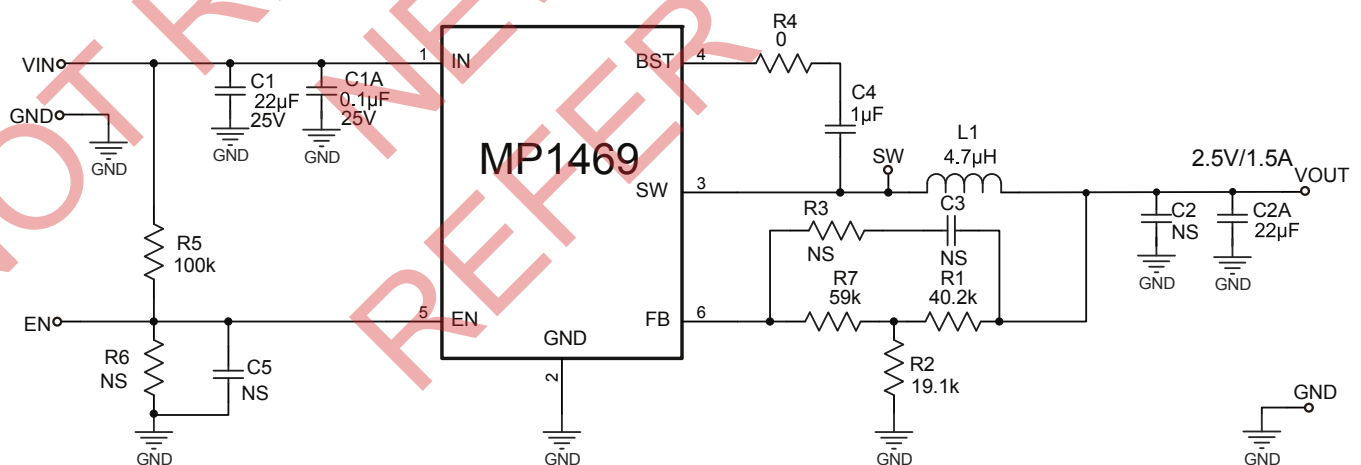 NOT R
NE
REFER
R4
0
VIN
1
IN
BST
4
C1
22µF
25V
C1A
0.1µF
25V
C4
1µF
GND
GND
GND
GND
MP1469
SW
L1
4.7µH
2.5V/1.5A
VOUT
SW
3
R3
NS
C3
NS
C2
NS
C2A
22µF
GND
GND
R5
100k
R7
59k
R1
40.2k
EN
5
EN
FB
6
GND
R6
NS
C5
NS
2
R2
19.1k
GND
GND
GND
GND
GND